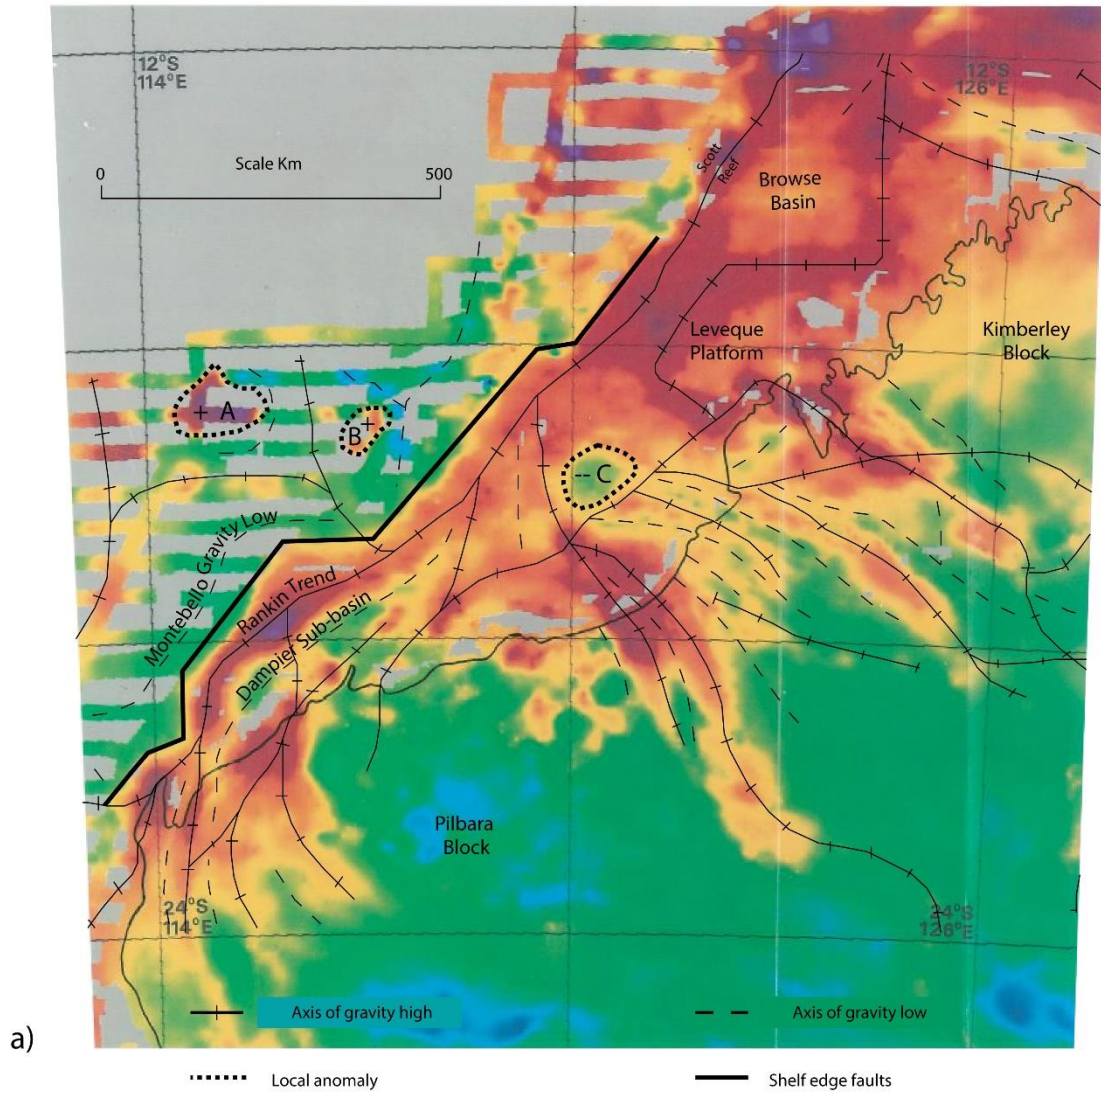 12°S
114°E
12°S
126°E
Scale Km
0 500
Scott
Reef
Browse
Basin
Leveque
Platform
Kimberley
Block
+ A
B +
-- C
Montebello Gravity Low
Rankin Trend
Dampier Sub-basin
Pilbara
Block
24°S
114°E
24°S
126°E
Axis of gravity high
Axis of gravity low
a)
Local anomaly
Shelf edge faults